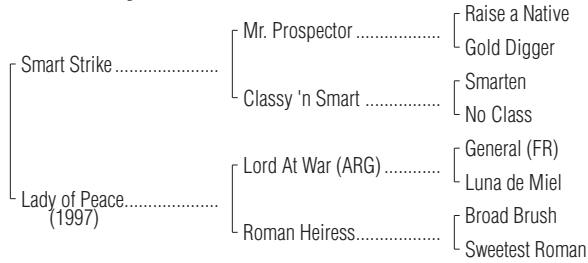 Raise a Native
Mr. Prospector ..................
Gold Digger
Smart Strike .....................
Smarten
Classy 'n Smart ................
No Class
General (FR)
Lord At War (ARG) ............
Luna de Miel
Lady of Peace....................
(1997)
Broad Brush
Roman Heiress..................
Sweetest Roman